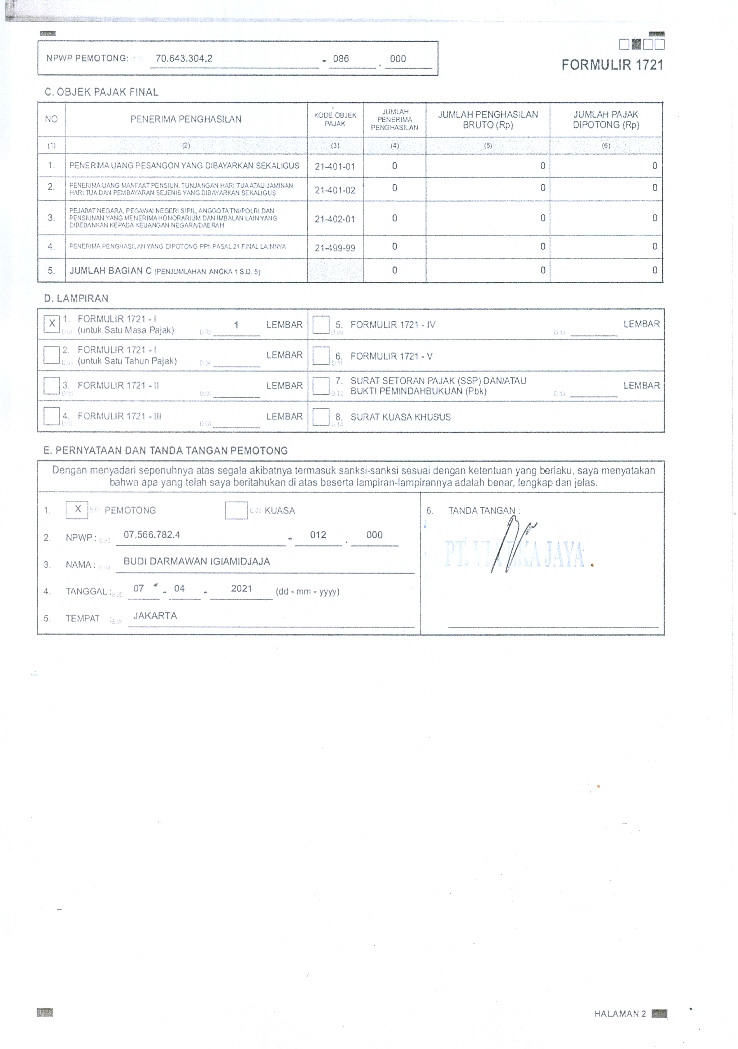 NPWP PEMOTONG: 70.643.304.2 - 086 . 000
FORMULIR 1721
C. OBJEK PAJAK FINAL
NO PENERIMA PENGHASILAN KODE OBJEK PAJAK JUMLAH PENERIMA PENGHASILAN JUMLAH PENGHASILAN BRUTO (Rp) JUMLAH PAJAK DIPOTONG (Rp)
(1) (2) (3) (4) (5) (6)
1. PENERIMA UANG PESANGON YANG DIBAYARKAN SEKALIGUS 21-401-01 0 0 0
2. PENERIMA UANG MANFAAT PENSIUN, TUNJANGAN HARI TUA ATAU JAMINAN HARI TUA DAN PEMBAYARAN SEJENIS YANG DIBAYARKAN SEKALIGUS 21-401-02 0 0 0
3. PEJABAT NEGARA, PEGAWAI NEGERI SIPIL, ANGGOTA TNI/POLRI DAN PENSIUNAN YANG MENERIMA HONORARIUM DAN IMBALAN LAIN YANG DIBEBANKAN KEPADA KEUANGAN NEGARA/DAERAH 21-402-01 0 0 0
4. PENERIMA PENGHASILAN YANG DIPOTONG PPh PASAL 21 FINAL LAINNYA 21-499-99 0 0 0
5. JUMLAH BAGIAN C (PENJUMLAHAN ANGKA 1 S.D. 5) 0 0 0
D. LAMPIRAN
X 1. FORMULIR 1721 - I
(untuk Satu Masa Pajak) 1 LEMBAR
5. FORMULIR 1721 - IV LEMBAR
2. FORMULIR 1721 - I
(untuk Satu Tahun Pajak) LEMBAR
6. FORMULIR 1721 - V
3. FORMULIR 1721 - II LEMBAR
7. SURAT SETORAN PAJAK (SSP) DAN/ATAU
BUKTI PEMINDAHBUKUAN (Pbk) LEMBAR
4. FORMULIR 1721 - III LEMBAR
8. SURAT KUASA KHUSUS
E. PERNYATAAN DAN TANDA TANGAN PEMOTONG
Dengan menyadari sepenuhnya atas segala akibatnya termasuk sanksi-sanksi sesuai dengan ketentuan yang berlaku, saya menyatakan
bahwa apa yang telah saya beritahukan di atas beserta lampiran-lampirannya adalah benar, lengkap dan jelas.
1. X PEMOTONG KUASA
2. NPWP : 07.566.782.4 - 012 . 000
3. NAMA : BUDI DARMAWAN IGIAMIDJAJA
4. TANGGAL : 07 - 04 - 2021 (dd - mm - yyyy)
5. TEMPAT JAKARTA
6. TANDA TANGAN :
PT. JAYA
HALAMAN 2